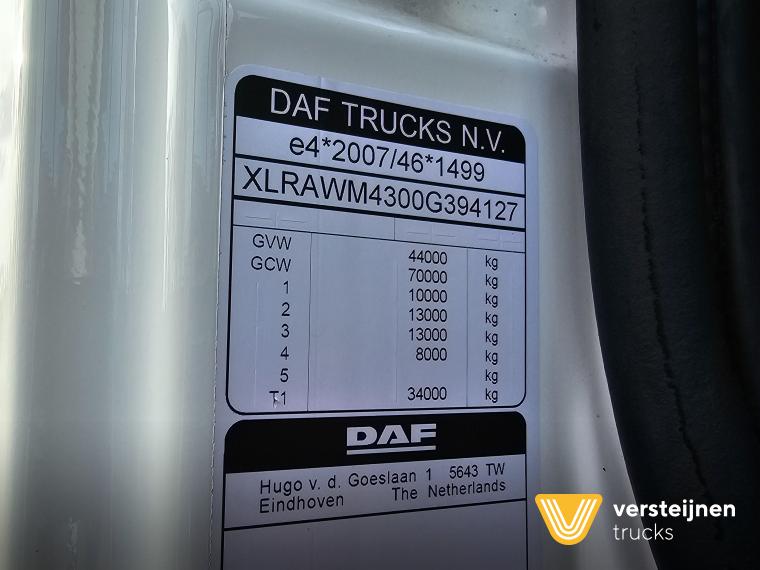 DAF TRUCKS N.V.
e4*2007/46*1499
XLRAWM4300G394127
GVW 44000 kg
GCW 70000 kg
1 10000 kg
2 13000 kg
3 13000 kg
4 8000 kg
5 kg
T1 34000 kg
DAF
Hugo v. d. Goeslaan 1 5643 TW
Eindhoven The Netherlands
versteijnen
trucks